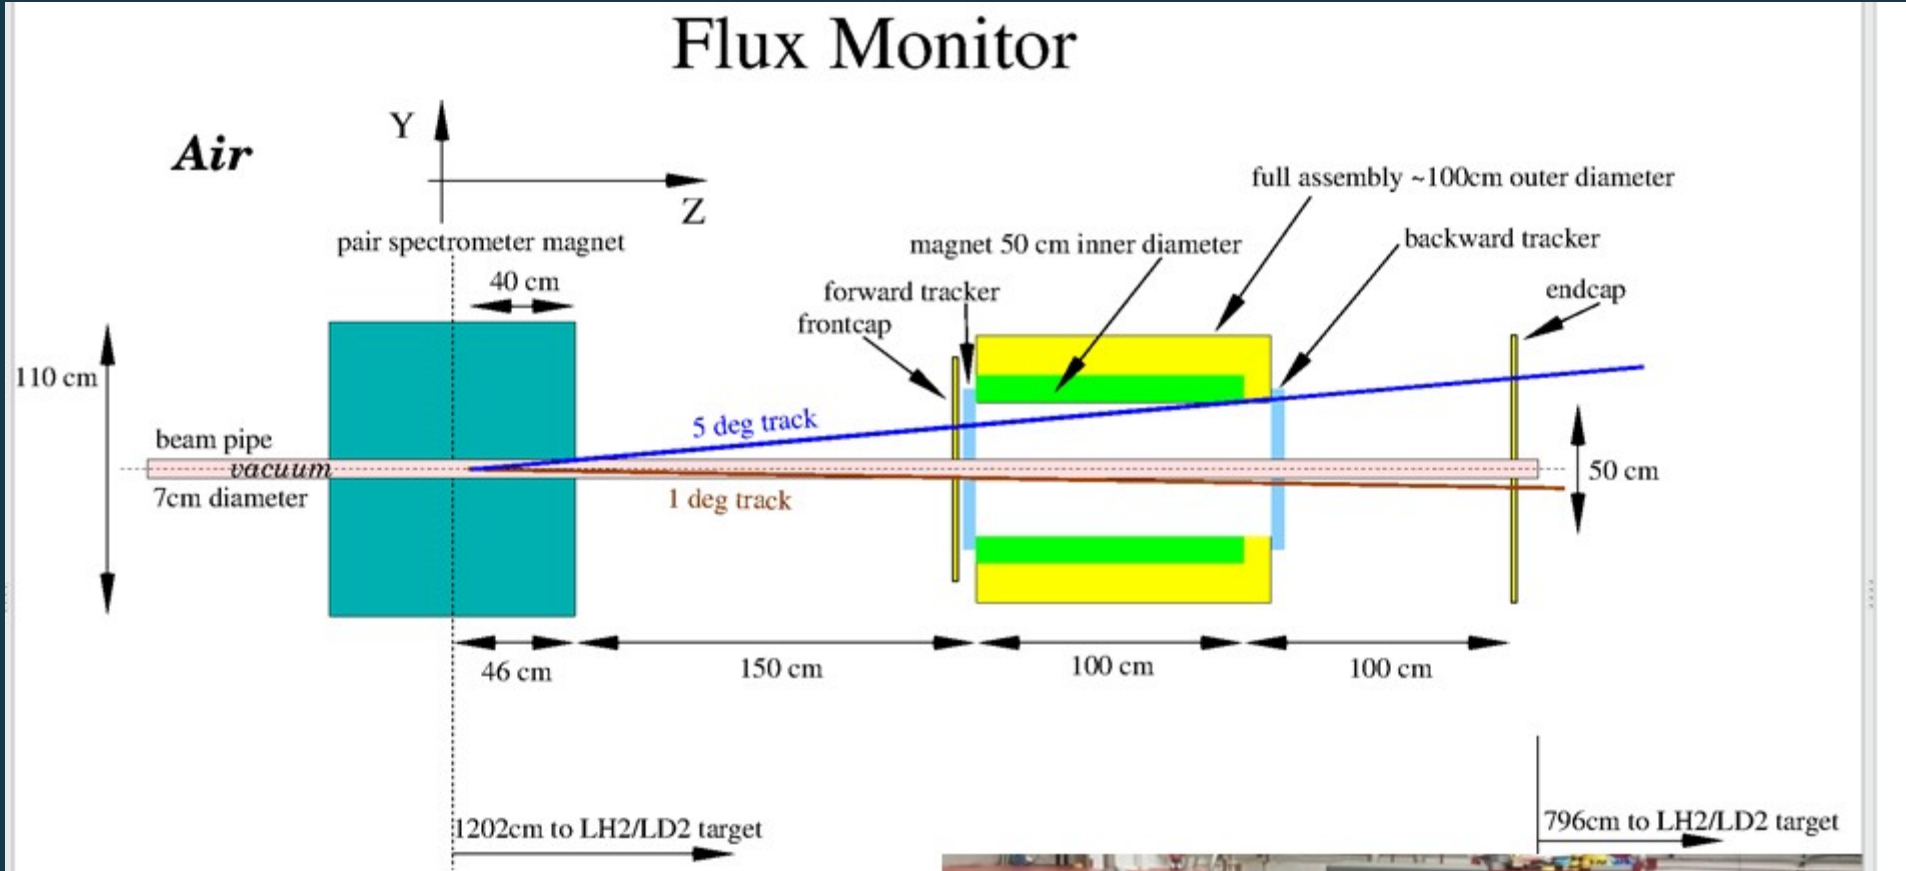 Flux Monitor
Air
Y
Z
full assembly ~100cm outer diameter
pair spectrometer magnet
magnet 50 cm inner diameter
backward tracker
40 cm
forward tracker
endcap
frontcap
110 cm
5 deg track
beam pipe
vacuum
50 cm
7cm diameter
1 deg track
46 cm
150 cm
100 cm
100 cm
1202cm to LH2/LD2 target
796cm to LH2/LD2 target